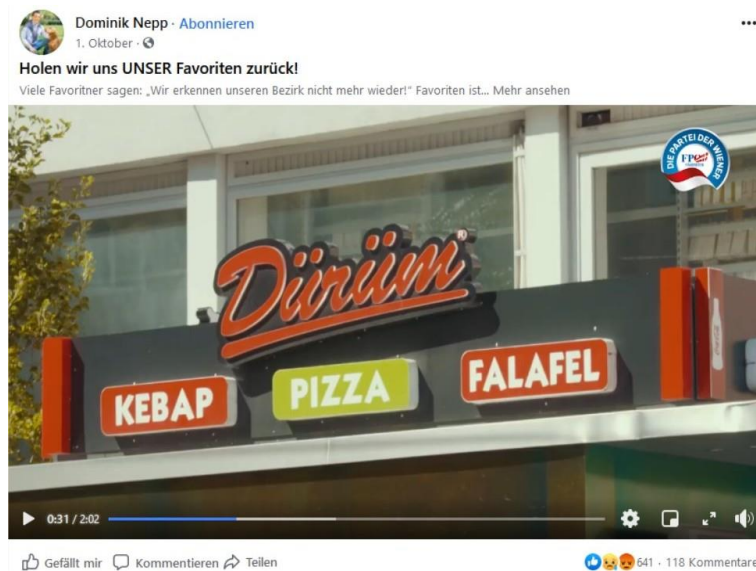 Dominik Nepp · Abonnieren
1. Oktober ·
Holen wir uns UNSER Favoriten zurück!
Viele Favoritner sagen: „Wir erkennen unseren Bezirk nicht mehr wieder!“ Favoriten ist... Mehr ansehen
DIE PARTEI DER WIENER
FPÖ
Dürüm®
KEBAP
PIZZA
FALAFEL
Coca-Cola
0:31 / 2:02
Gefällt mir Kommentieren Teilen
641 · 118 Kommentare